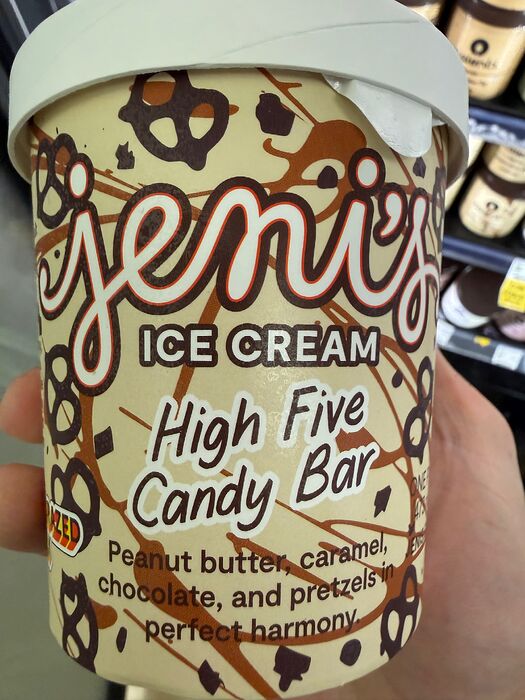 jeni's
ICE CREAM
High Five
Candy Bar
Peanut butter, caramel,
chocolate, and pretzels in
perfect harmony.